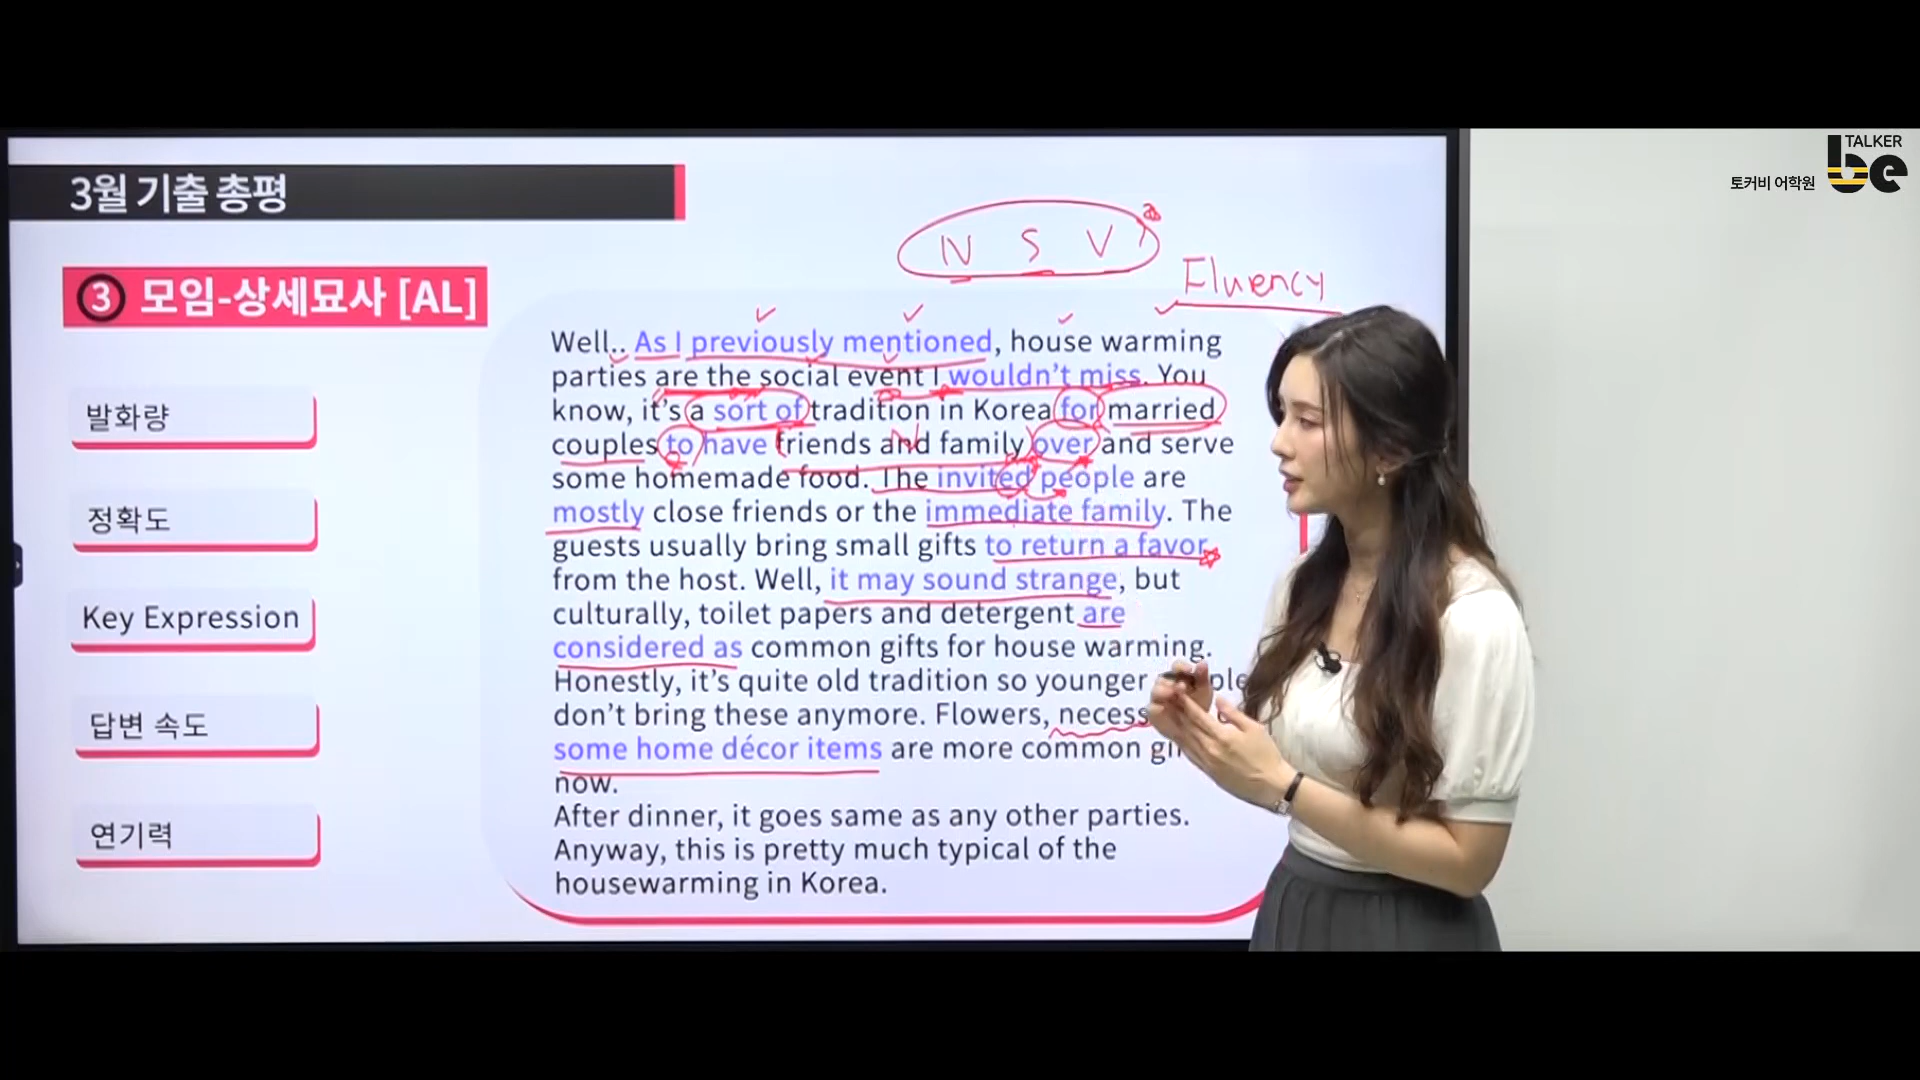 TALKER
be
토커비 어학원
3월 기출 총평
N S V
Fluency
3 모임-상세묘사 [AL]
발화량
정확도
Key Expression
답변 속도
연기력
Well.. As I previously mentioned, house warming
parties are the social event I wouldn't miss. You
know, it's a sort of tradition in Korea for married
couples to have friends and family over and serve
some homemade food. The invited people are
mostly close friends or the immediate family. The
guests usually bring small gifts to return a favor
from the host. Well, it may sound strange, but
culturally, toilet papers and detergent are
considered as common gifts for house warming.
Honestly, it's quite old tradition so younger
don't bring these anymore. Flowers,
some home décor items are more common
now.
After dinner, it goes same as any other parties.
Anyway, this is pretty much typical of the
housewarming in Korea.
N